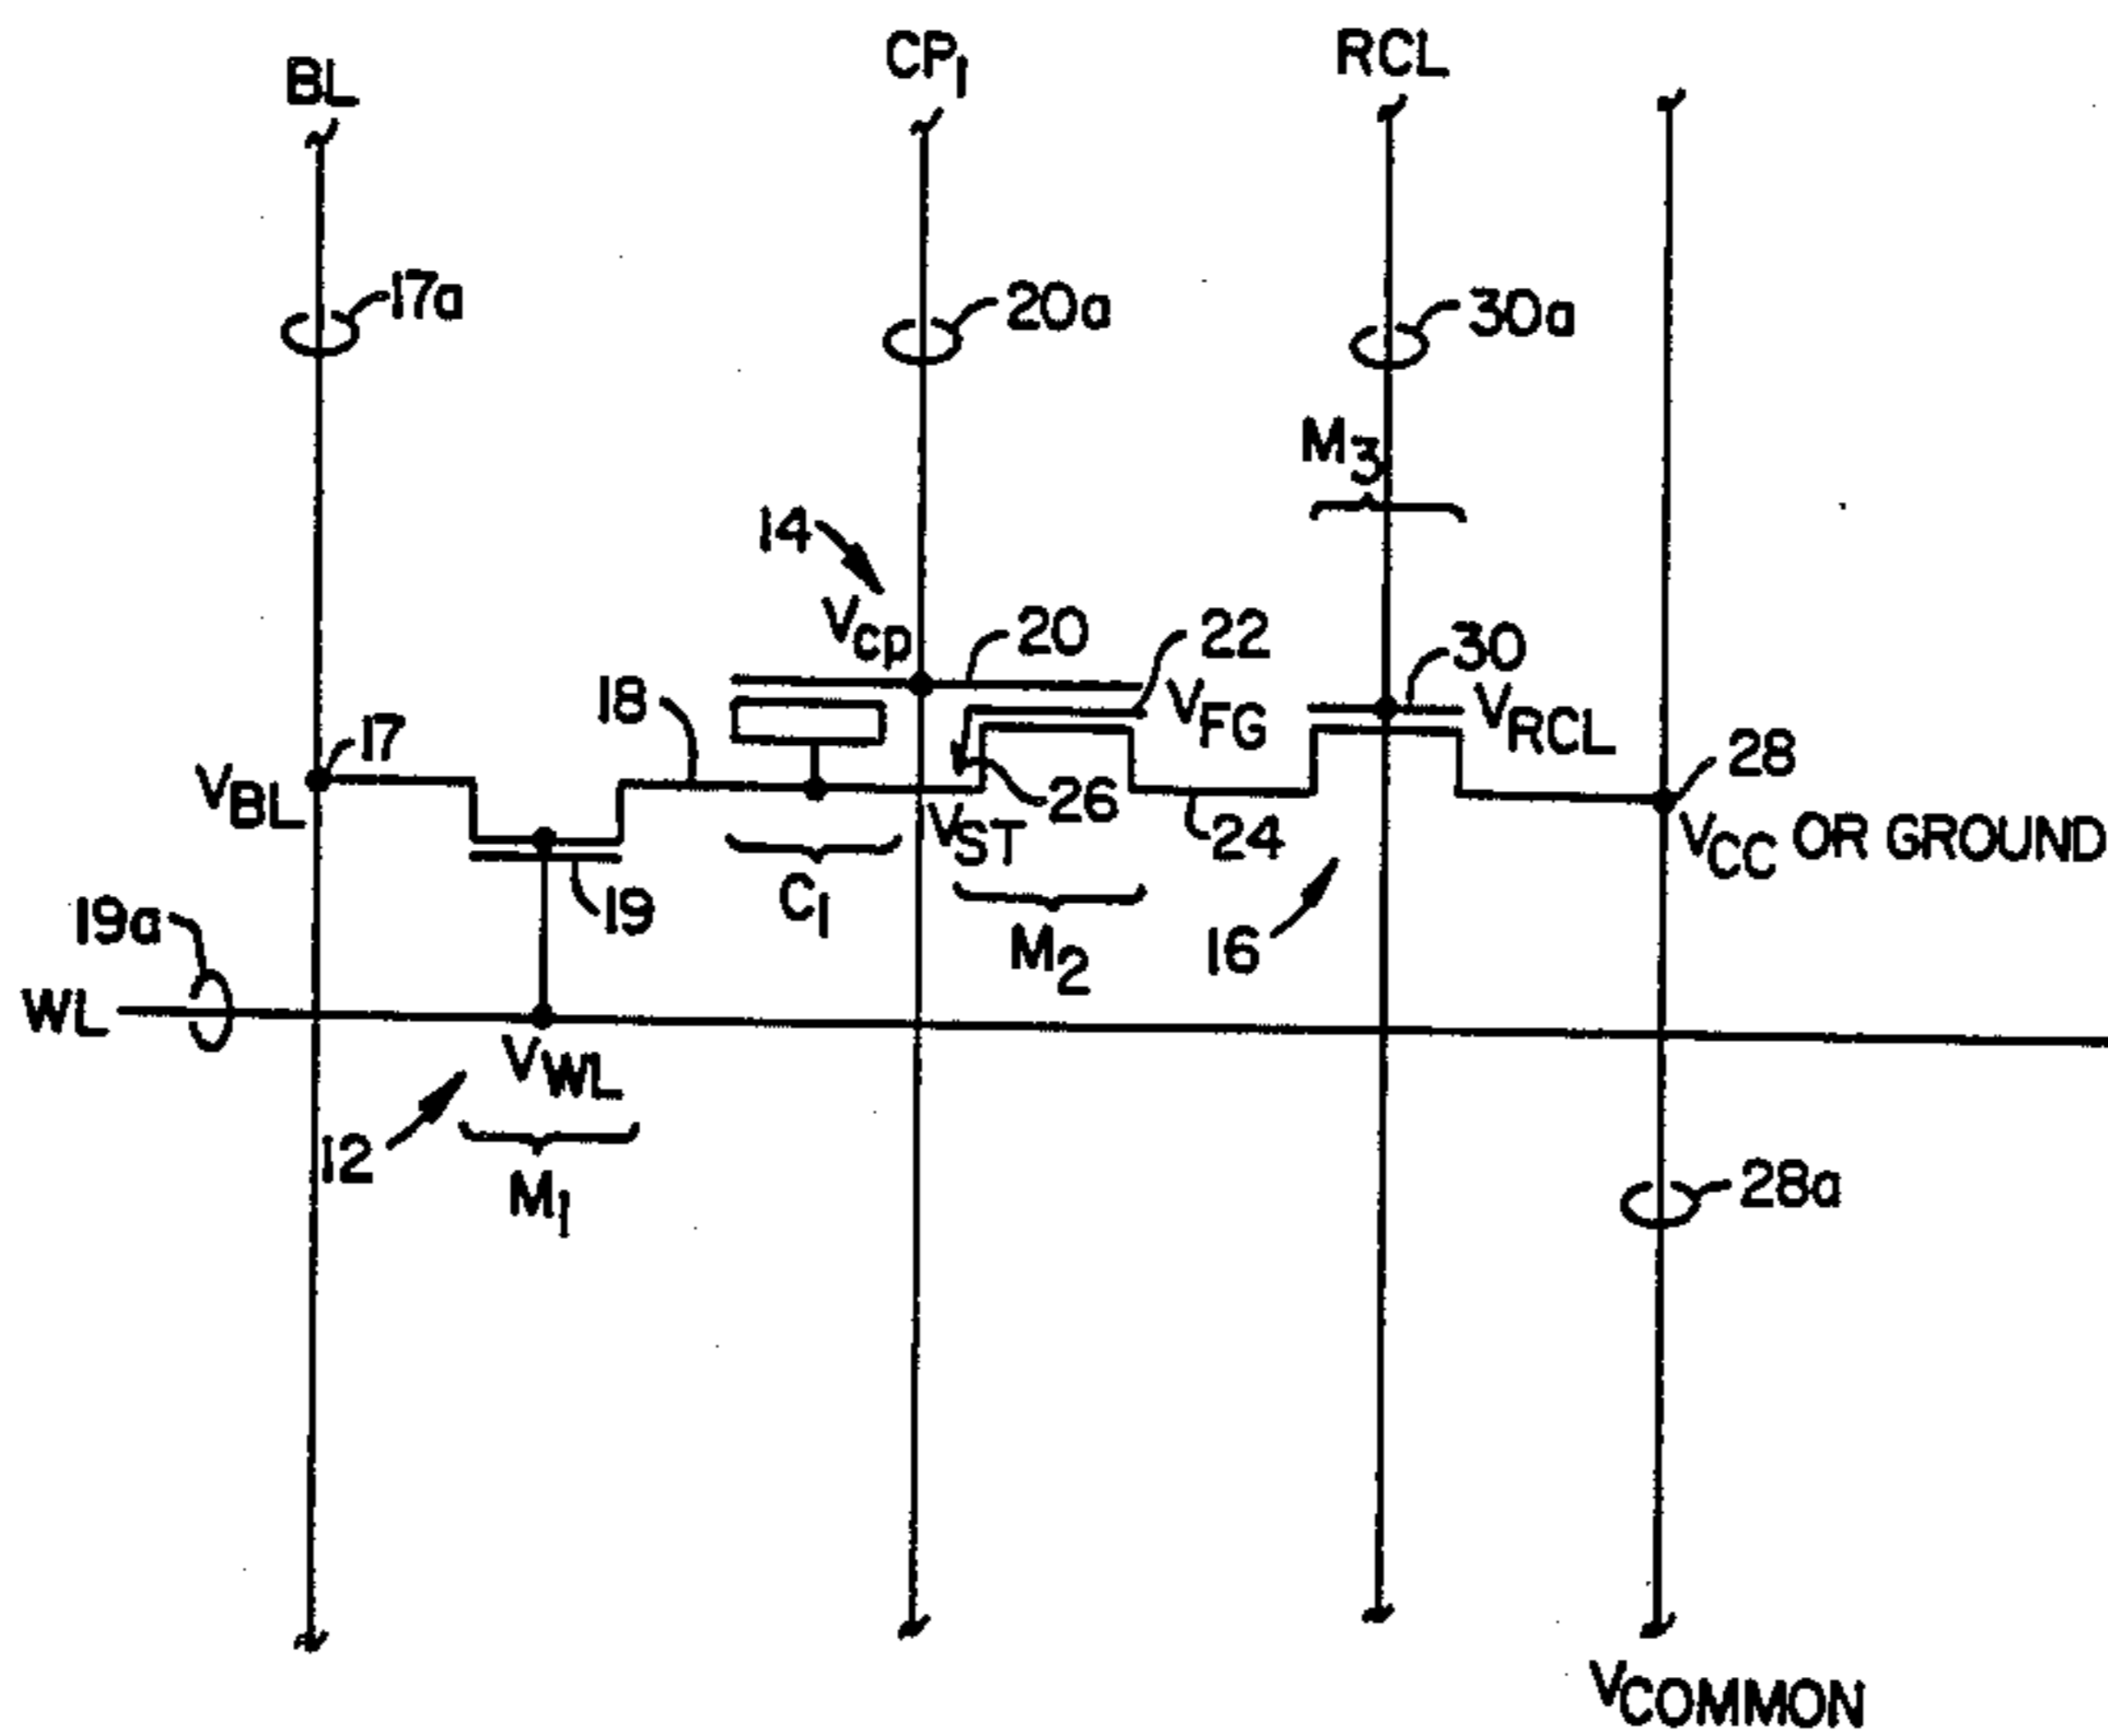 BL
CP1
RCL
17a
20a
30a
M3
14
Vcp
20
22
30
18
VFG
VRCL
17
28
VBL
26
VST
24
VCC OR GROUND
19a
19
C1
M2
16
WL
VWL
12
M1
28a
VCOMMON